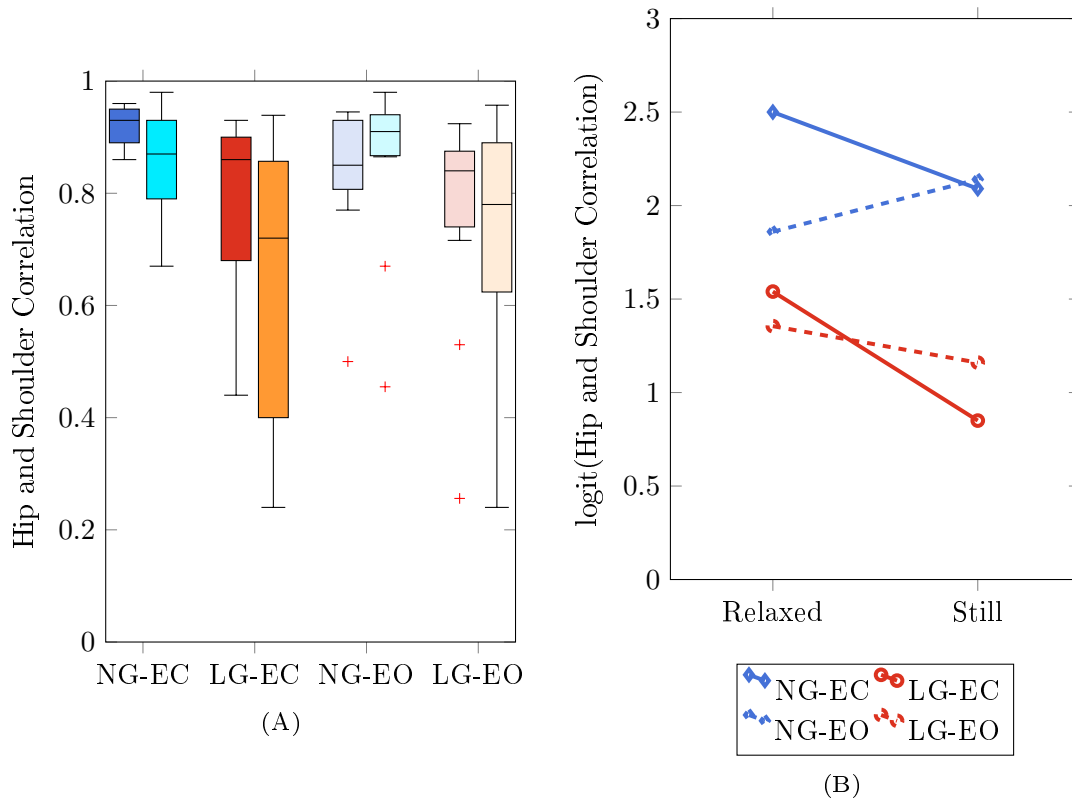 Hip and Shoulder Correlation
1
0.8
0.6
0.4
0.2
0
NG-EC LG-EC NG-EO LG-EO
(A)
logit(Hip and Shoulder Correlation)
3
2.5
2
1.5
1
0.5
0
Relaxed Still
NG-EC LG-EC
NG-EO LG-EO
(B)